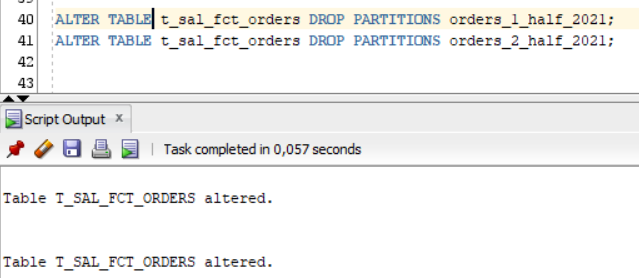 40 ALTER TABLE t_sal_fct_orders DROP PARTITIONS orders_1_half_2021;
41 ALTER TABLE t_sal_fct_orders DROP PARTITIONS orders_2_half_2021;
42
43
Script Output x
Task completed in 0,057 seconds
Table T_SAL_FCT_ORDERS altered.
Table T_SAL_FCT_ORDERS altered.